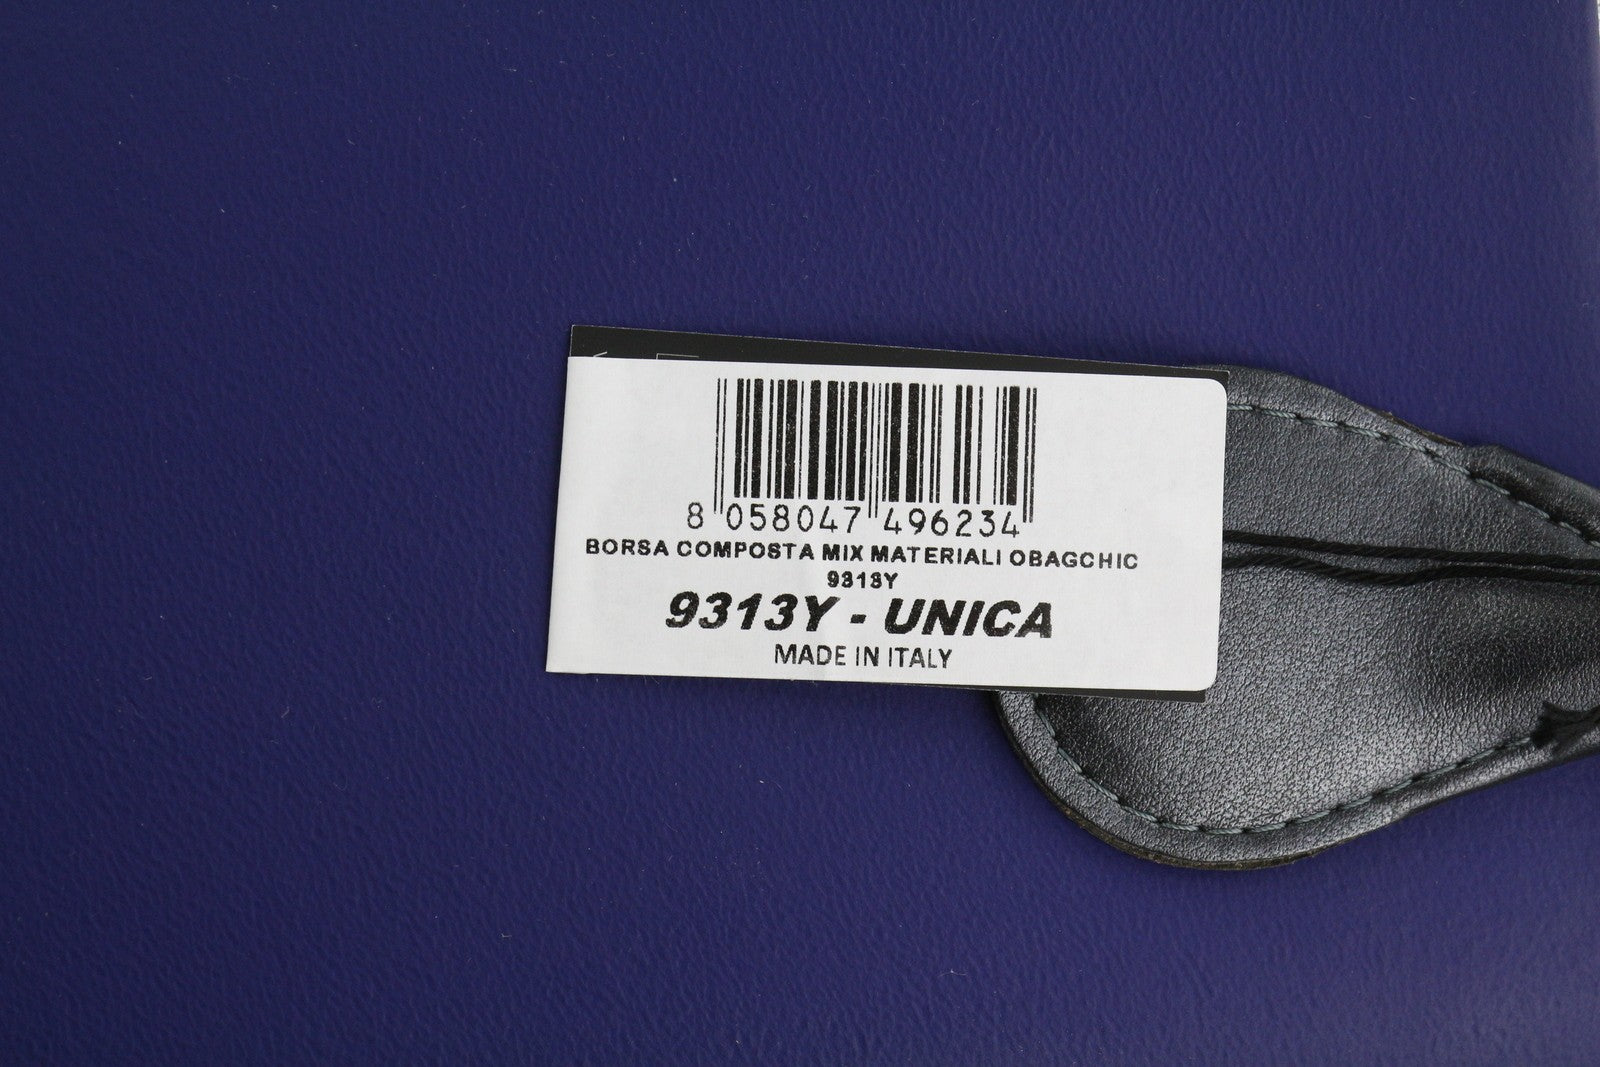 8 058047 496234
BORSA COMPOSTA MIX MATERIALI OBAGCHIC
9313Y
9313Y - UNICA
MADE IN ITALY